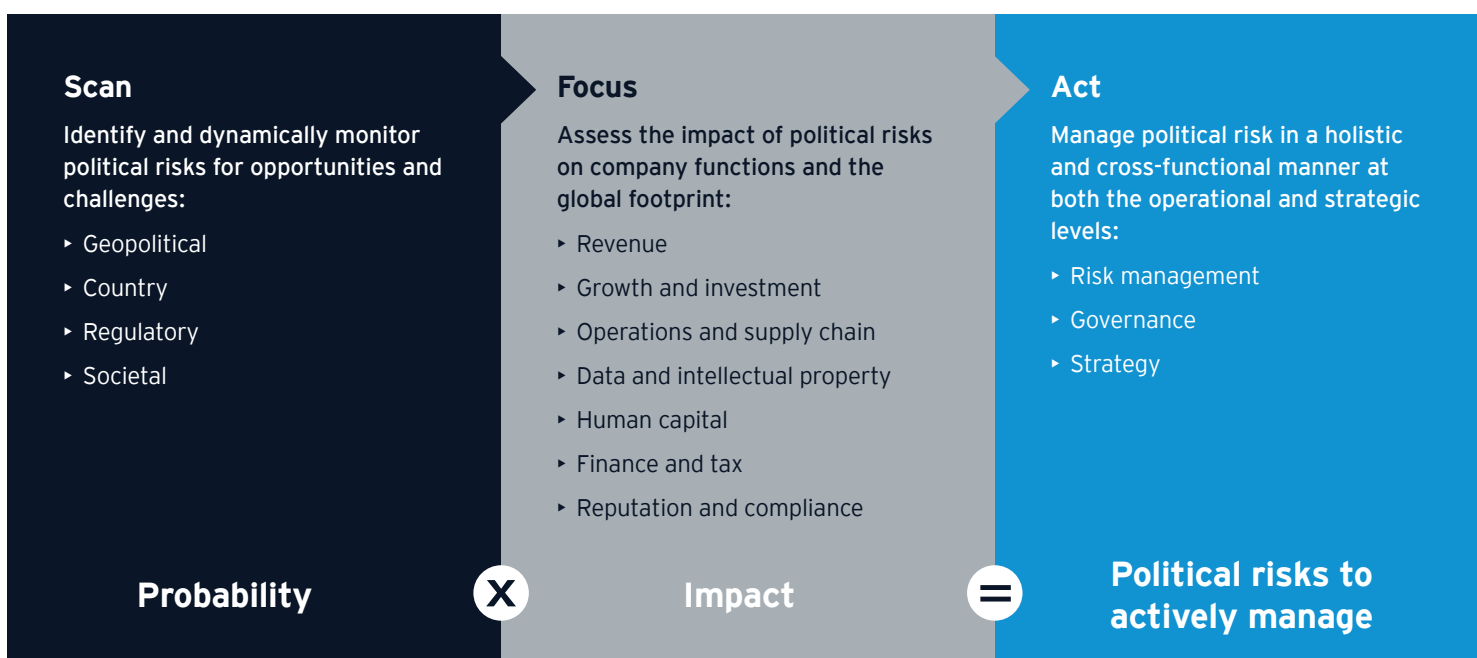 Scan
Identify and dynamically monitor
political risks for opportunities and
challenges:
‣ Geopolitical
‣ Country
‣ Regulatory
‣ Societal
Probability
X
Focus
Assess the impact of political risks
on company functions and the
global footprint:
‣ Revenue
‣ Growth and investment
‣ Operations and supply chain
‣ Data and intellectual property
‣ Human capital
‣ Finance and tax
‣ Reputation and compliance
Impact
=
Act
Manage political risk in a holistic
and cross-functional manner at
both the operational and strategic
levels:
‣ Risk management
‣ Governance
‣ Strategy
Political risks to
actively manage